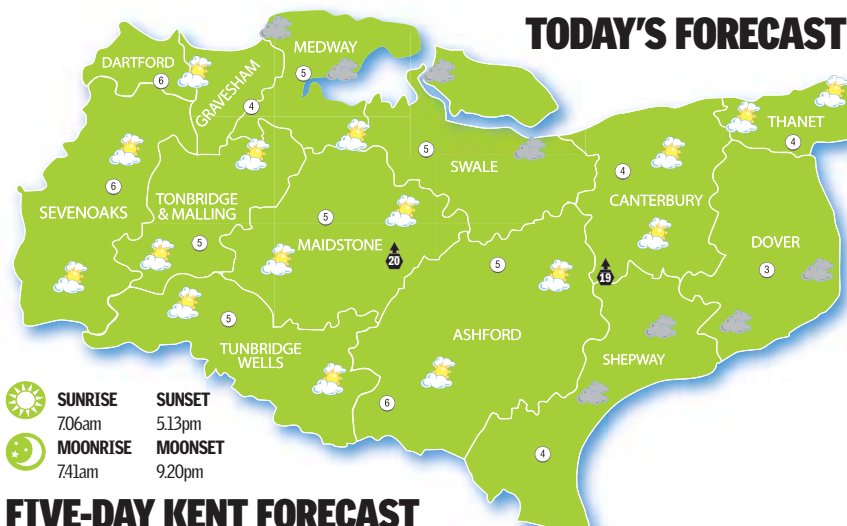 TODAY'S FORECAST
MEDWAY
DARTFORD
5
6
GRAVESHAM
4
THANET
4
5
SWALE
4
6
SEVENOAKS
TONBRIDGE
& MALLING
5
5
MAIDSTONE
20
CANTERBURY
DOVER
3
5
19
5
TUNBRIDGE
WELLS
ASHFORD
SHEPWAY
6
4
SUNRISE SUNSET
7.06am 5.13pm
MOONRISE MOONSET
7.41am 9.20pm
FIVE-DAY KENT FORECAST